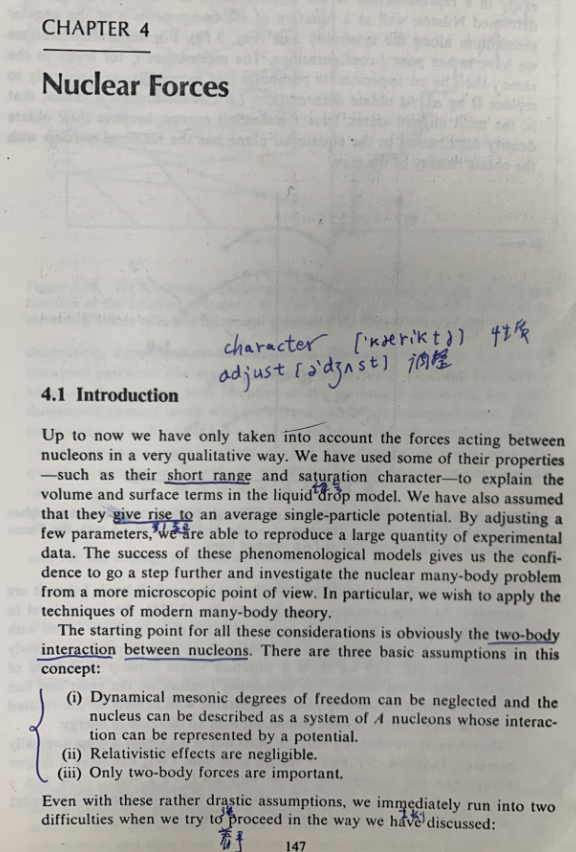 CHAPTER 4
Nuclear Forces
character ['kæriktə] 性质
adjust [ə'dʒʌst] 调整
4.1 Introduction
Up to now we have only taken into account the forces acting between
nucleons in a very qualitative way. We have used some of their properties
—such as their short range and saturation character—to explain the
volume and surface terms in the liquid drop model. We have also assumed
that they give rise to an average single-particle potential. By adjusting a
引起
few parameters, we are able to reproduce a large quantity of experimental
data. The success of these phenomenological models gives us the confi-
dence to go a step further and investigate the nuclear many-body problem
from a more microscopic point of view. In particular, we wish to apply the
techniques of modern many-body theory.
The starting point for all these considerations is obviously the two-body
interaction between nucleons. There are three basic assumptions in this
concept:
(i) Dynamical mesonic degrees of freedom can be neglected and the
nucleus can be described as a system of A nucleons whose interac-
tion can be represented by a potential.
(ii) Relativistic effects are negligible.
(iii) Only two-body forces are important.
Even with these rather drastic assumptions, we immediately run into two
difficulties when we try to proceed in the way we have discussed:
着手
147